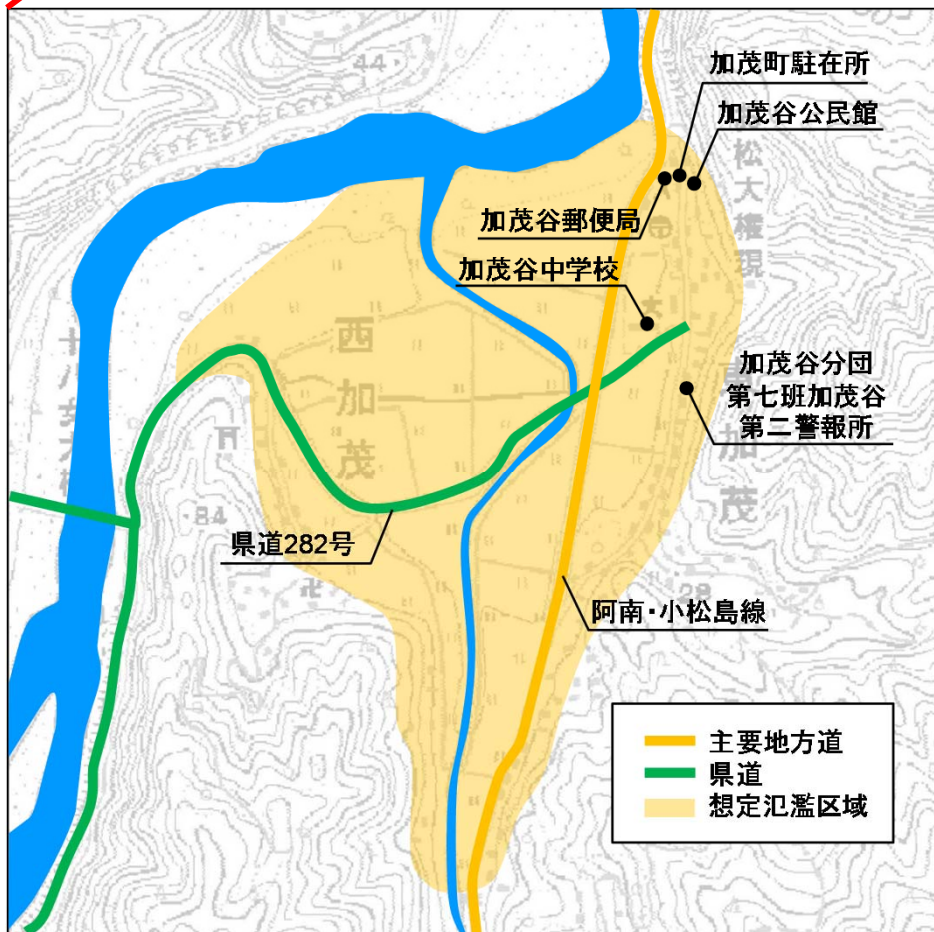 44
加茂町駐在所
加茂谷公民館
松大権現
加茂谷郵便局
加茂谷中学校
西加茂
加茂谷分団
第七班加茂谷
第二警報所
加茂
84
県道282号
28
阿南・小松島線
主要地方道
県道
想定氾濫区域